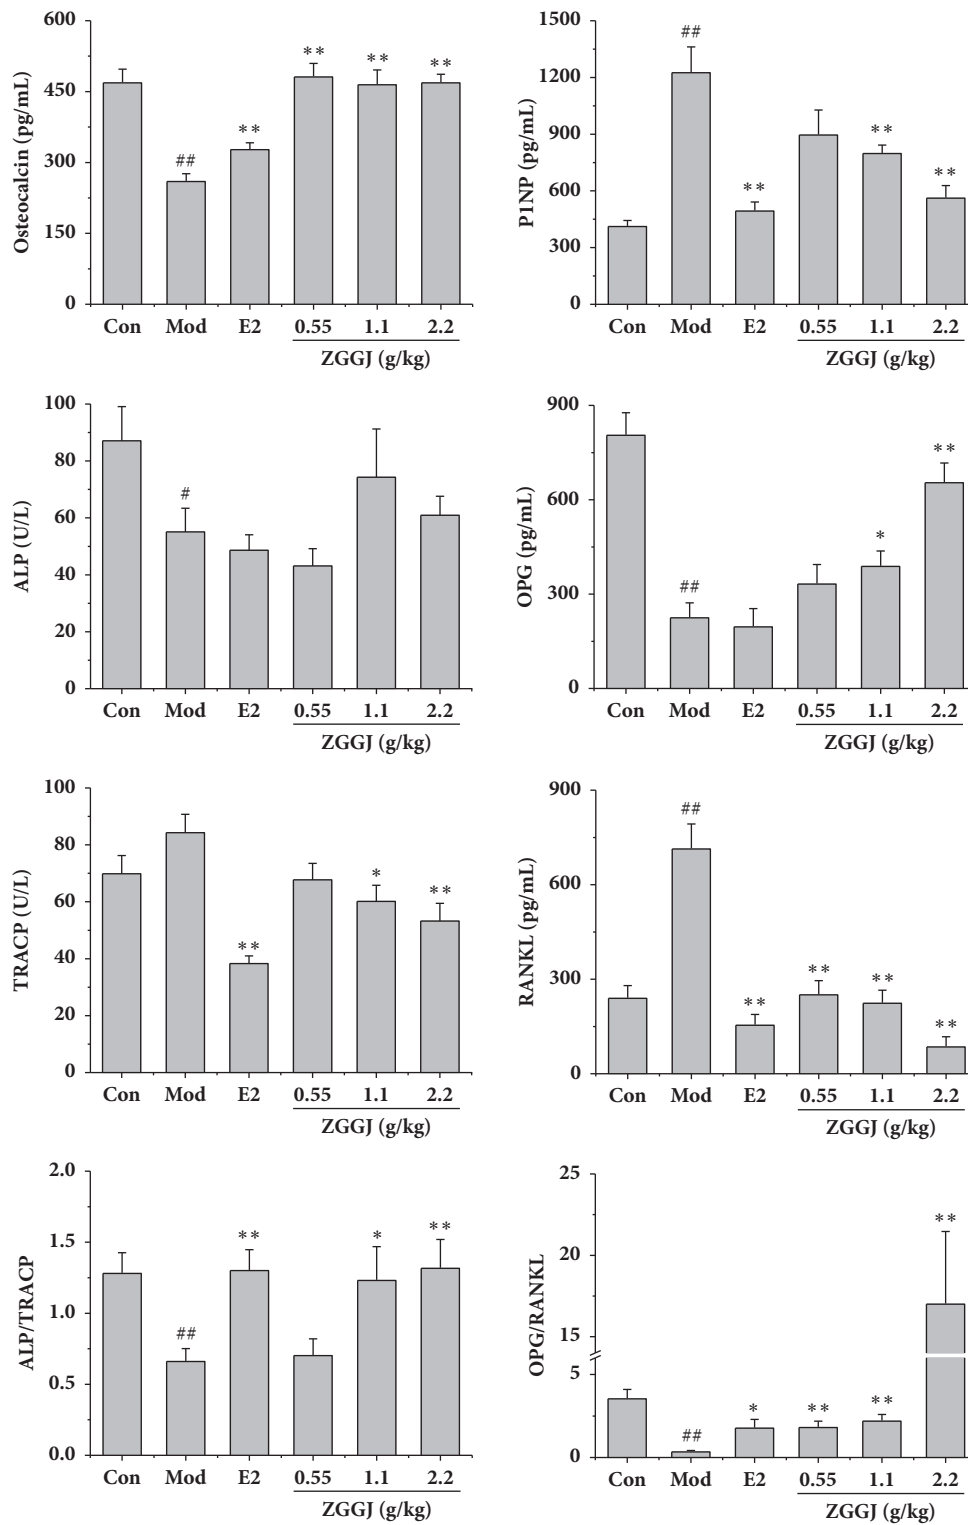 600
450
300
150
0
Osteocalcin (pg/mL)
##
**
**
**
**
Con Mod E2 0.55 1.1 2.2
ZGGJ (g/kg)
1500
1200
900
600
300
0
P1NP (pg/mL)
##
**
**
**
Con Mod E2 0.55 1.1 2.2
ZGGJ (g/kg)
100
80
60
40
20
0
ALP (U/L)
#
Con Mod E2 0.55 1.1 2.2
ZGGJ (g/kg)
900
600
300
0
OPG (pg/mL)
##
*
**
Con Mod E2 0.55 1.1 2.2
ZGGJ (g/kg)
100
80
60
40
20
0
TRACP (U/L)
**
*
**
Con Mod E2 0.55 1.1 2.2
ZGGJ (g/kg)
900
600
300
0
RANKL (pg/mL)
##
**
**
**
**
Con Mod E2 0.55 1.1 2.2
ZGGJ (g/kg)
2.0
1.5
1.0
0.5
0.0
ALP/TRACP
##
**
*
**
Con Mod E2 0.55 1.1 2.2
ZGGJ (g/kg)
25
20
15
5
0
OPG/RANKL
##
*
**
**
**
Con Mod E2 0.55 1.1 2.2
ZGGJ (g/kg)